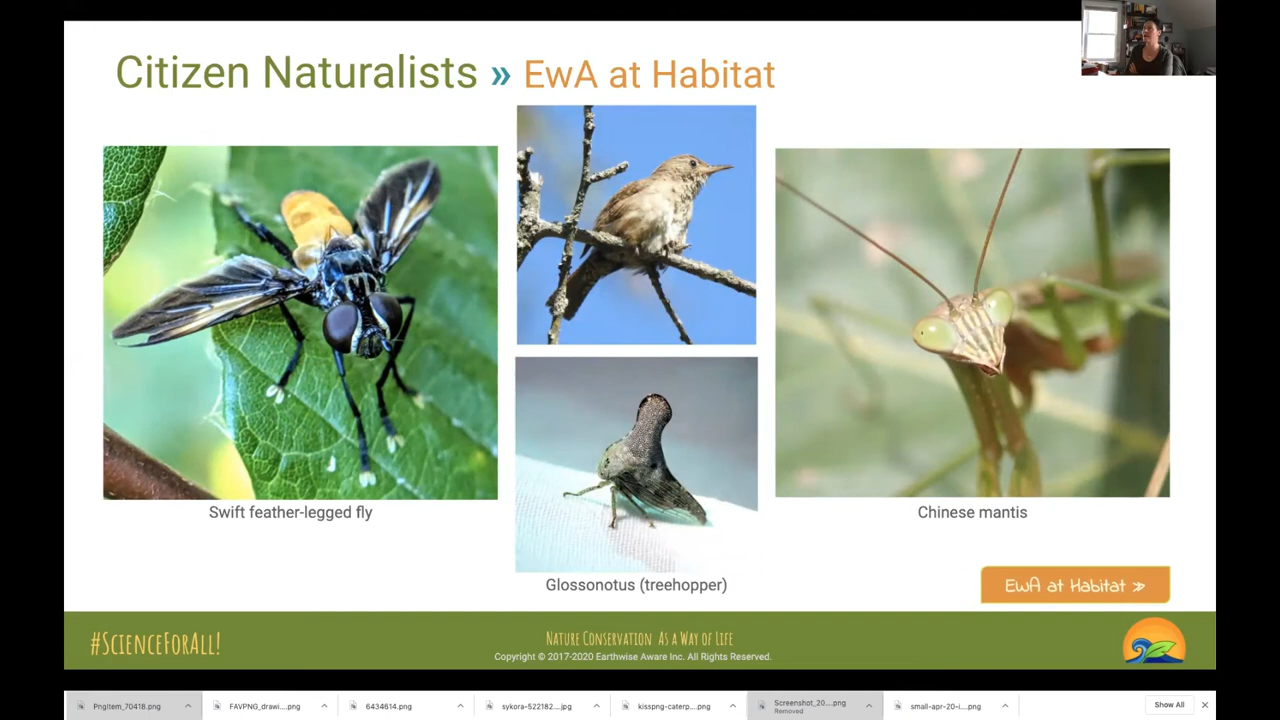 Citizen Naturalists » EwA at Habitat
Swift feather-legged fly
Glossonotus (treehopper)
Chinese mantis
EwA at Habitat »
#ScienceForAll!
Nature Conservation As a Way of Life
Copyright © 2017-2020 Earthwise Aware Inc. All Rights Reserved.
PngItem_70418.png
FAVPNG_drawi....png
6434614.png
sykora-522182....jpg
kisspng-caterp....png
Screenshot_20....png
Removed
small-apr-20-i....png
Show All